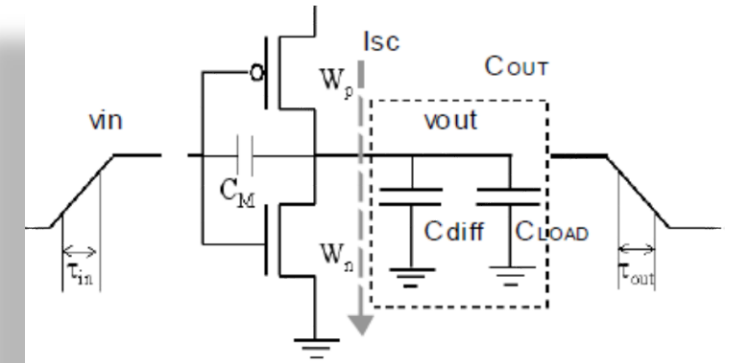 Isc
COUT
Wp
vin
vout
CM
Cdiff
CLOAD
Wn
τin
τout